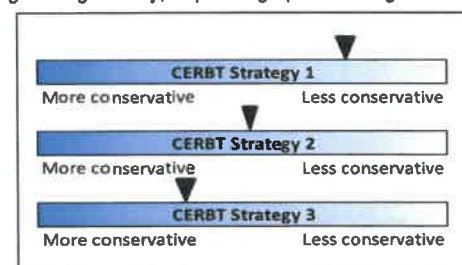 CERBT Strategy 1
More conservative Less conservative
CERBT Strategy 2
More conservative Less conservative
CERBT Strategy 3
More conservative Less conservative